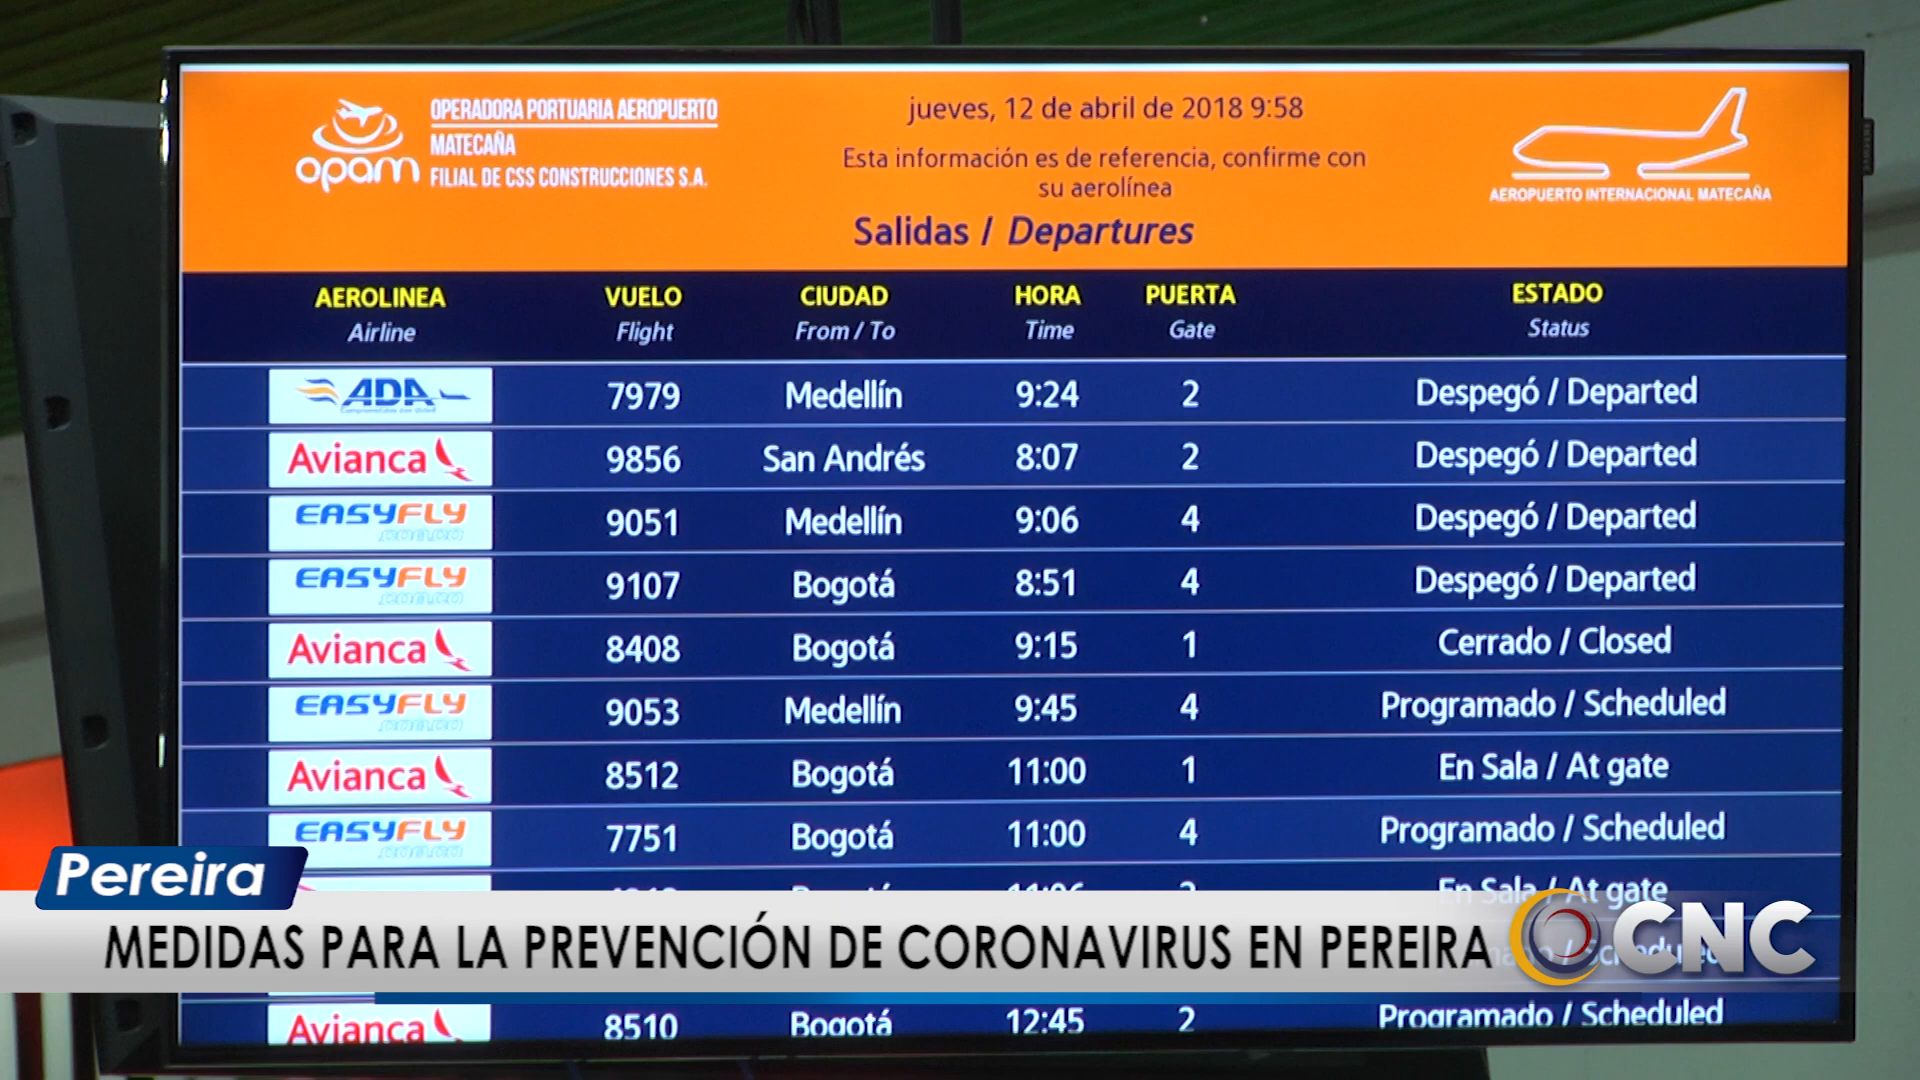 OPERADORA PORTUARIA AEROPUERTO
MATECAÑA
FILIAL DE CSS CONSTRUCCIONES S.A.
opam
jueves, 12 de abril de 2018 9:58
Esta información es de referencia, confirme con
su aerolínea
Salidas / Departures
AEROPUERTO INTERNACIONAL MATECAÑA
AEROLINEA VUELO CIUDAD HORA PUERTA ESTADO
Airline Flight From / To Time Gate Status
ADA 7979 Medellín 9:24 2 Despegó / Departed
Avianca 9856 San Andrés 8:07 2 Despegó / Departed
EASYFLY 9051 Medellín 9:06 4 Despegó / Departed
EASYFLY 9107 Bogotá 8:51 4 Despegó / Departed
Avianca 8408 Bogotá 9:15 1 Cerrado / Closed
EASYFLY 9053 Medellín 9:45 4 Programado / Scheduled
Avianca 8512 Bogotá 11:00 1 En Sala / At gate
EASYFLY 7751 Bogotá 11:00 4 Programado / Scheduled
En Sala / At gate
Pereira
MEDIDAS PARA LA PREVENCIÓN DE CORONAVIRUS EN PEREIRA
CNC
Avianca 8510 Bogotá 12:45 2 Programado / Scheduled